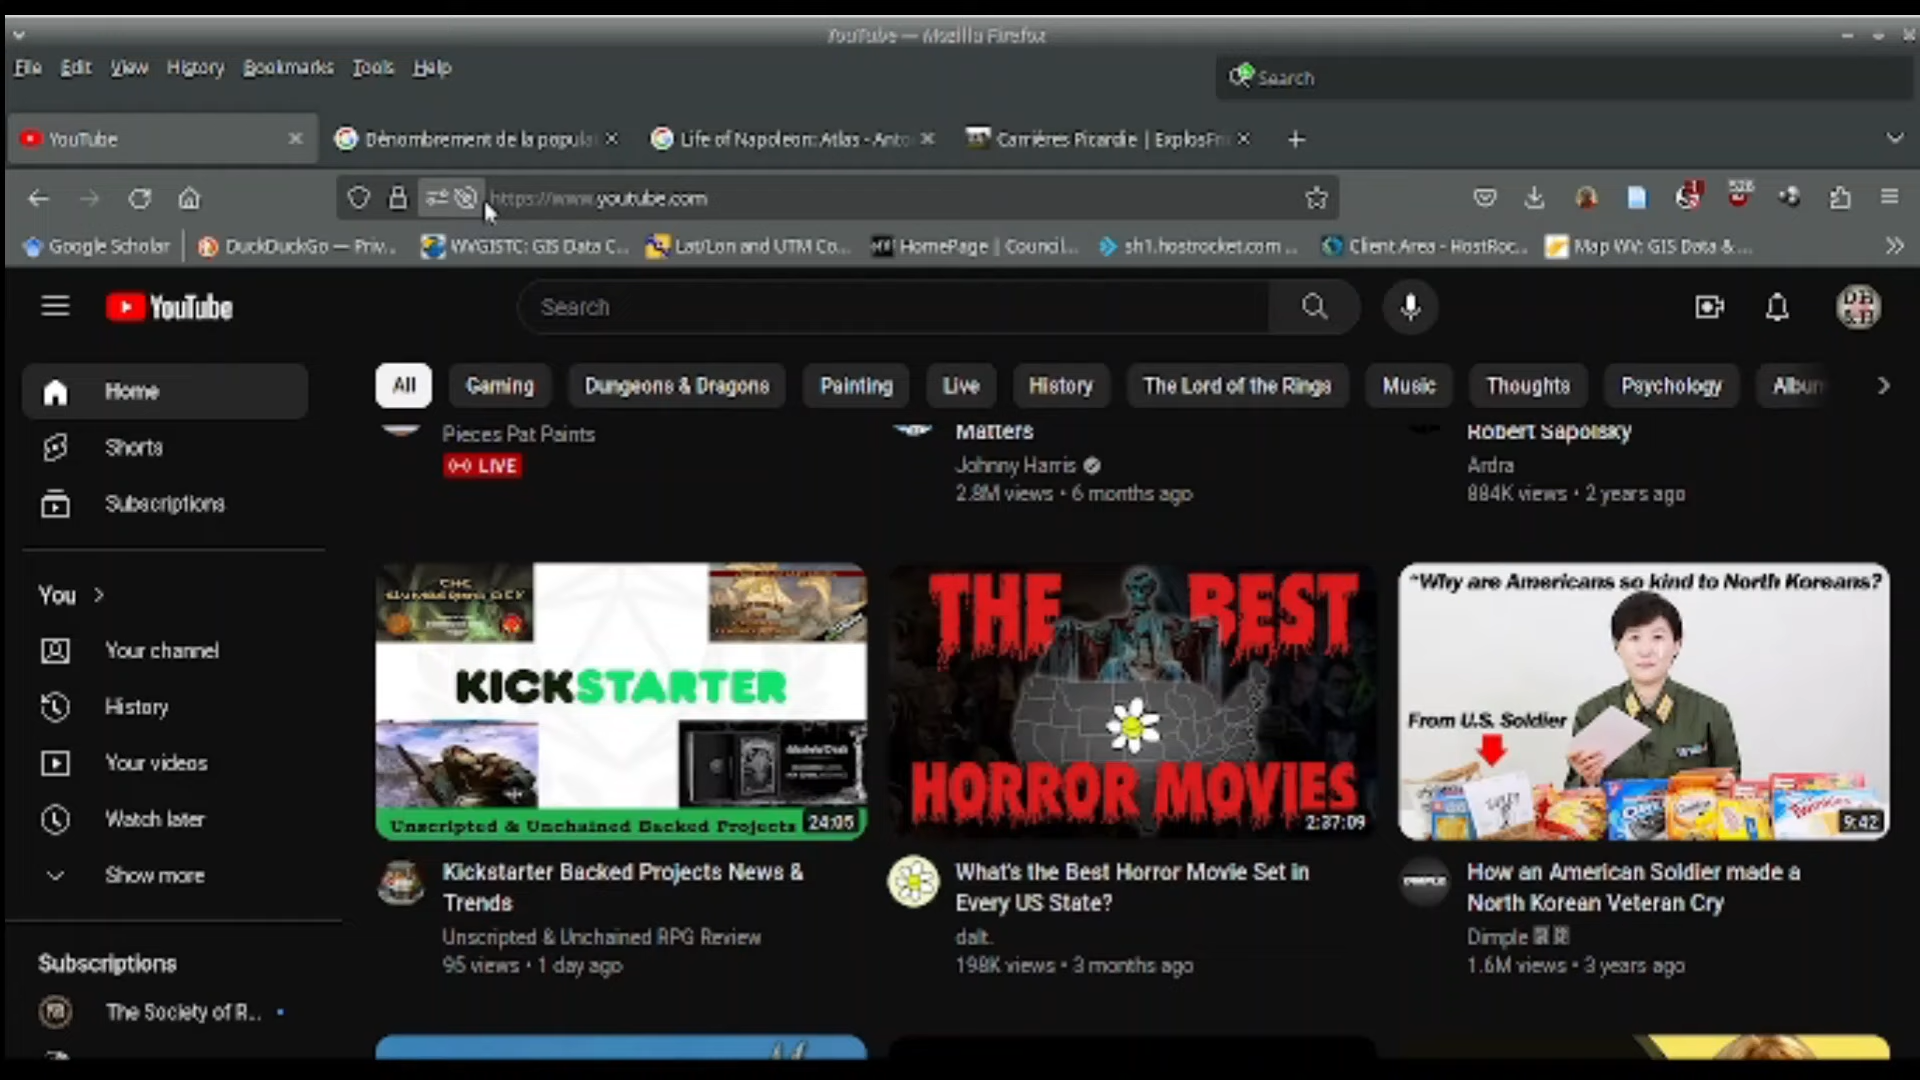 YouTube — Mozilla Firefox
File Edit View History Bookmarks Tools Help
Search
YouTube
Dénombrement de la popula
Life of Napoleon: Atlas - Anto
Carrières Picardie | ExplosFr
https://www.youtube.com
Google Scholar
DuckDuckGo — Priv...
WVGISTC: GIS Data C...
Lat/Lon and UTM Co...
HomePage | Council...
sh1.hostrocket.com ...
Client Area - HostRoc...
Map WV: GIS Data & ...
YouTube
Search
Home
Shorts
Subscriptions
You
Your channel
History
Your videos
Watch later
Show more
Subscriptions
The Society of R...
All Gaming Dungeons & Dragons Painting Live History The Lord of the Rings Music Thoughts Psychology Album
Pieces Pat Paints
LIVE
Matters
Johnny Harris
2.8M views • 6 months ago
Robert Sapolsky
Ardra
884K views • 2 years ago
KICKSTARTER
Unscripted & Unchained Backed Projects
24:05
Kickstarter Backed Projects News &
Trends
Unscripted & Unchained RPG Review
95 views • 1 day ago
THE BEST
HORROR MOVIES
2:37:09
What's the Best Horror Movie Set in
Every US State?
dalt.
198K views • 3 months ago
"Why are Americans so kind to North Koreans?
From U.S. Soldier
9:42
How an American Soldier made a
North Korean Veteran Cry
Dimple
1.6M views • 3 years ago